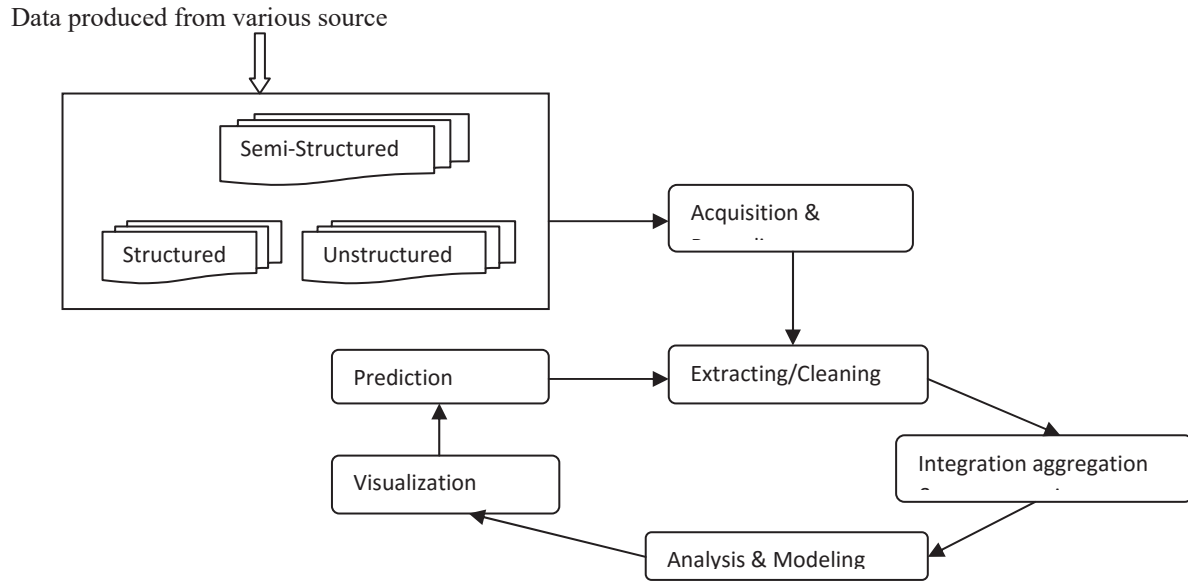 Data produced from various source
Semi-Structured
Structured
Unstructured
Acquisition &
Prediction
Extracting/Cleaning
Integration aggregation
Visualization
Analysis & Modeling